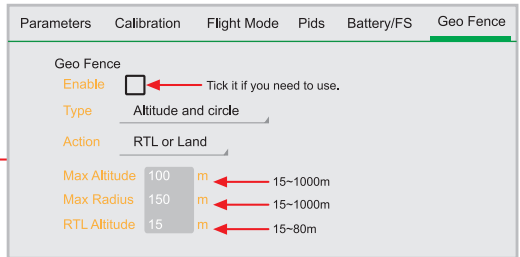 Parameters Calibration Flight Mode Pids Battery/FS Geo Fence
Geo Fence
Enable Tick it if you need to use.
Type Altitude and circle
Action RTL or Land
Max Altitude 100 m 15~1000m
Max Radius 150 m 15~1000m
RTL Altitude 15 m 15~80m